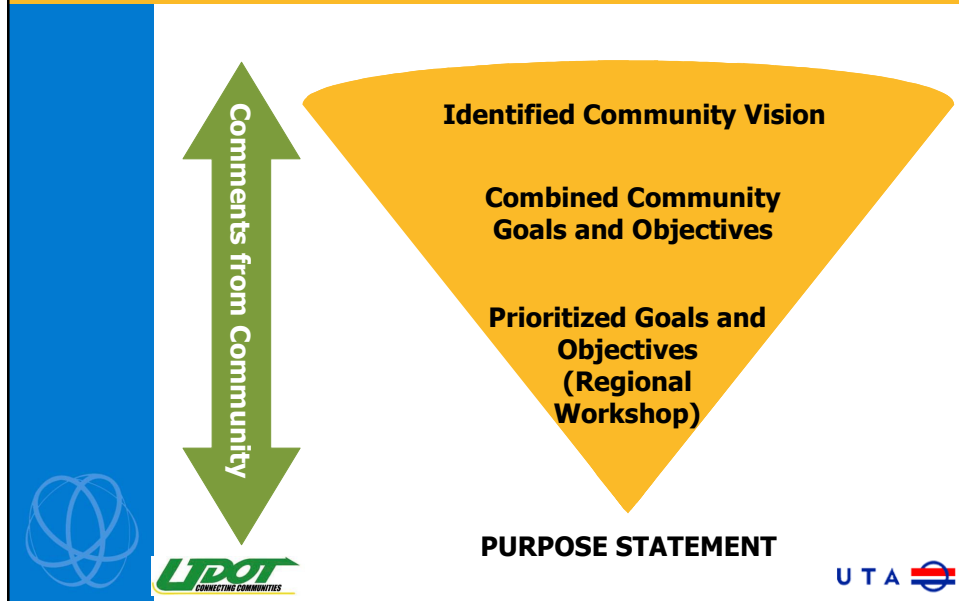 Comments from Community
Identified Community Vision
Combined Community
Goals and Objectives
Prioritized Goals and
Objectives
(Regional
Workshop)
PURPOSE STATEMENT
UDOT
CONNECTING COMMUNITIES
U T A